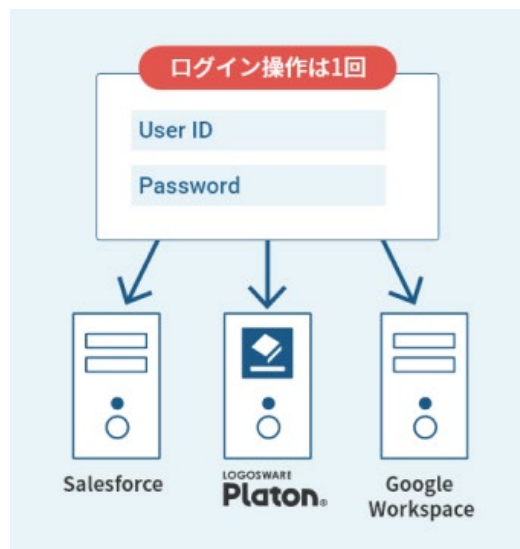 ログイン操作は1回
User ID
Password
Salesforce
LOGOSWARE
Platon®
Google
Workspace